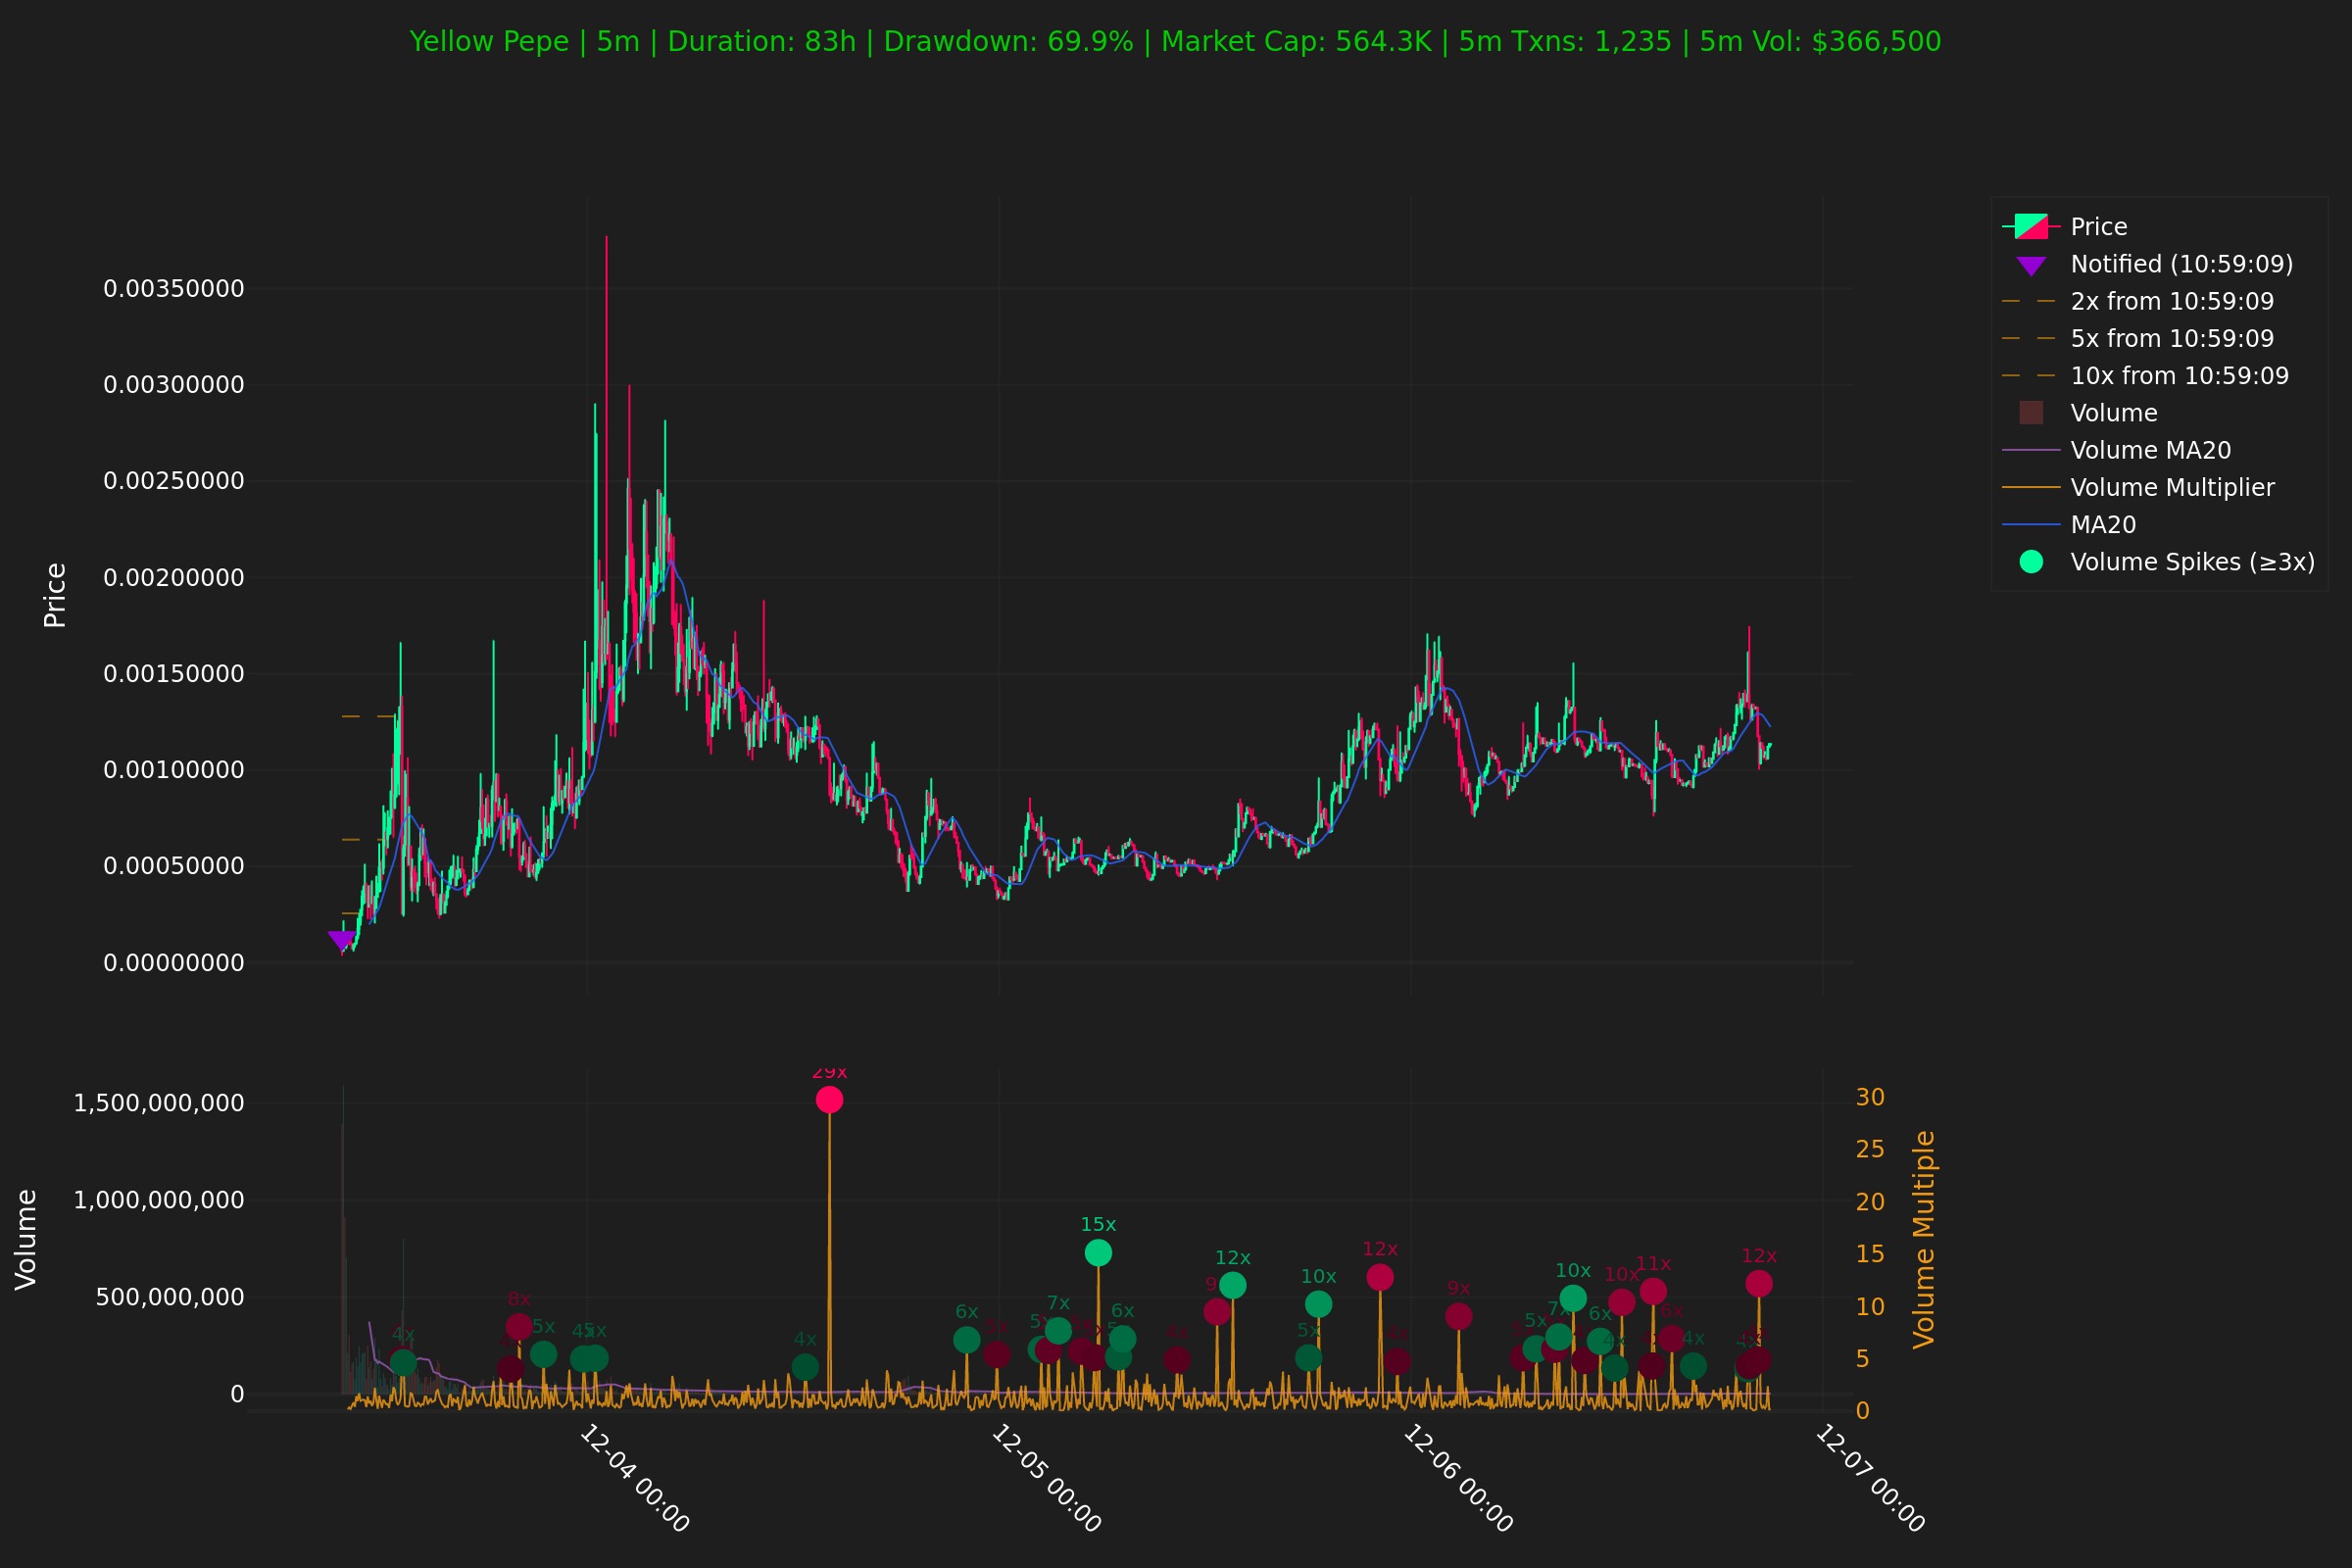 Yellow Pepe | 5m | Duration: 83h | Drawdown: 69.9% | Market Cap: 564.3K | 5m Txns: 1,235 | 5m Vol: $366,500
Price
0.00350000
0.00300000
0.00250000
0.00200000
0.00150000
0.00100000
0.00050000
0.00000000
Price
Notified (10:59:09)
2x from 10:59:09
5x from 10:59:09
10x from 10:59:09
Volume
Volume MA20
Volume Multiplier
MA20
Volume Spikes (≥3x)
Volume
1,500,000,000
1,000,000,000
500,000,000
0
29x
15x
12x
12x
12x
10x
10x
10x
11x
9x
8x
7x
6x
6x
6x
6x
5x
5x
5x
4x
4x
4x
30
25
20
15
10
5
0
Volume Multiple
12-04 00:00
12-05 00:00
12-06 00:00
12-07 00:00